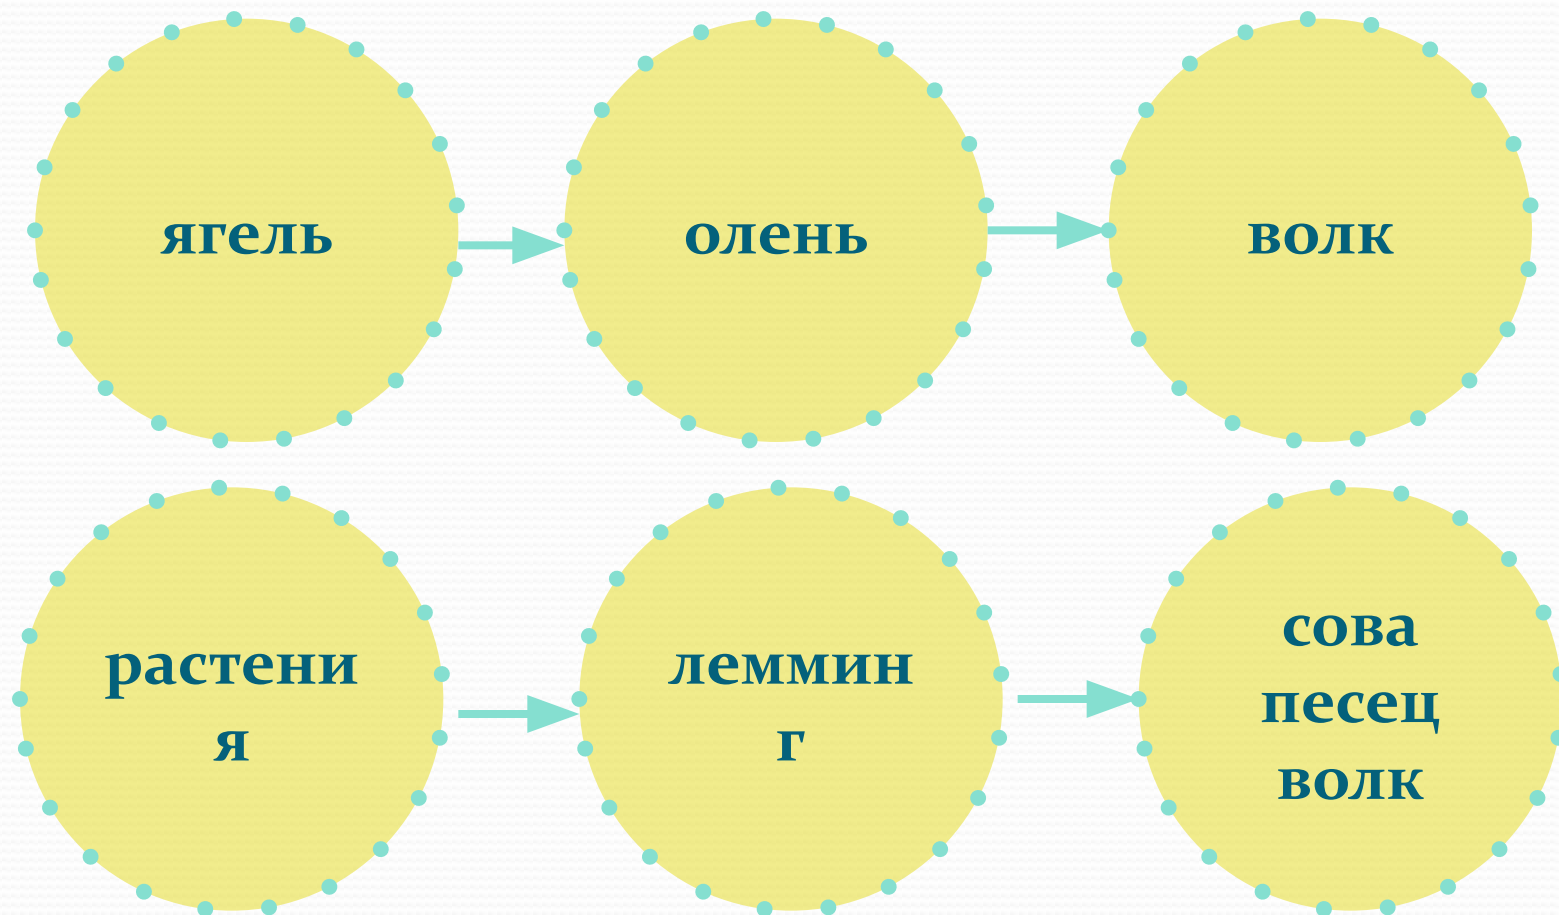 ягель
олень
волк
растени
я
леммин
г
сова
песец
волк